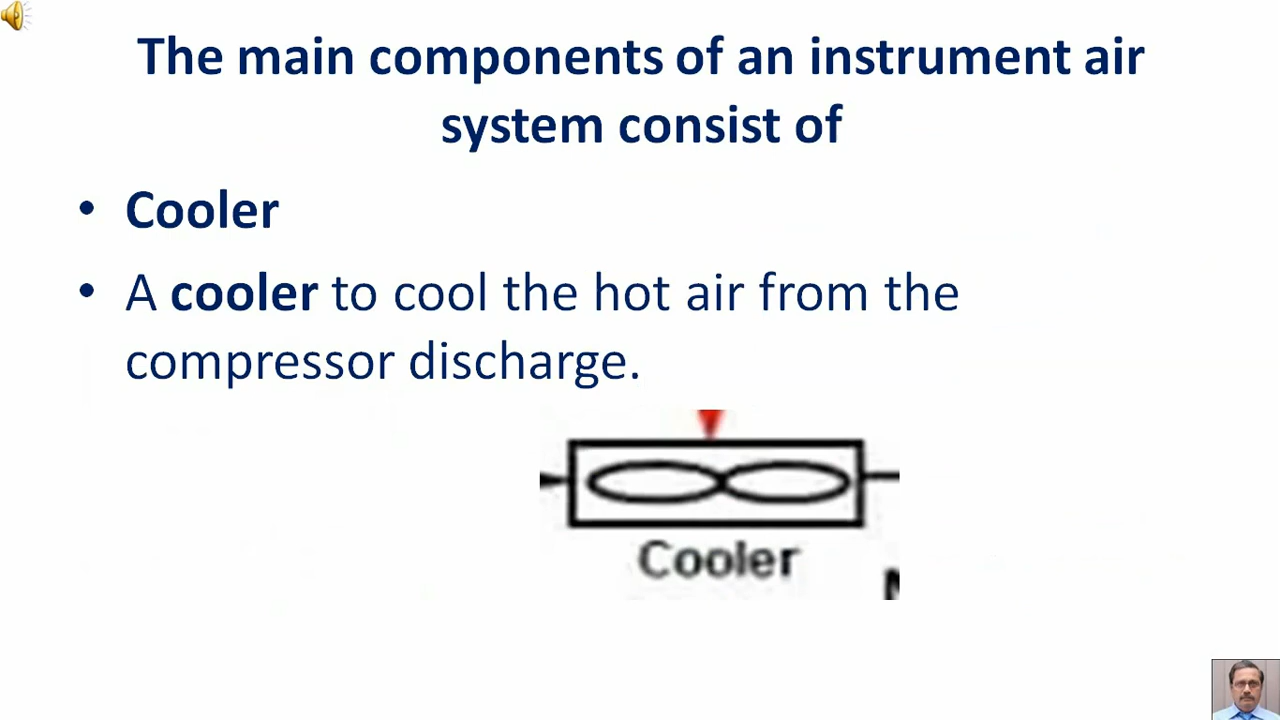 The main components of an instrument air
system consist of
• Cooler
• A cooler to cool the hot air from the
compressor discharge.
Cooler